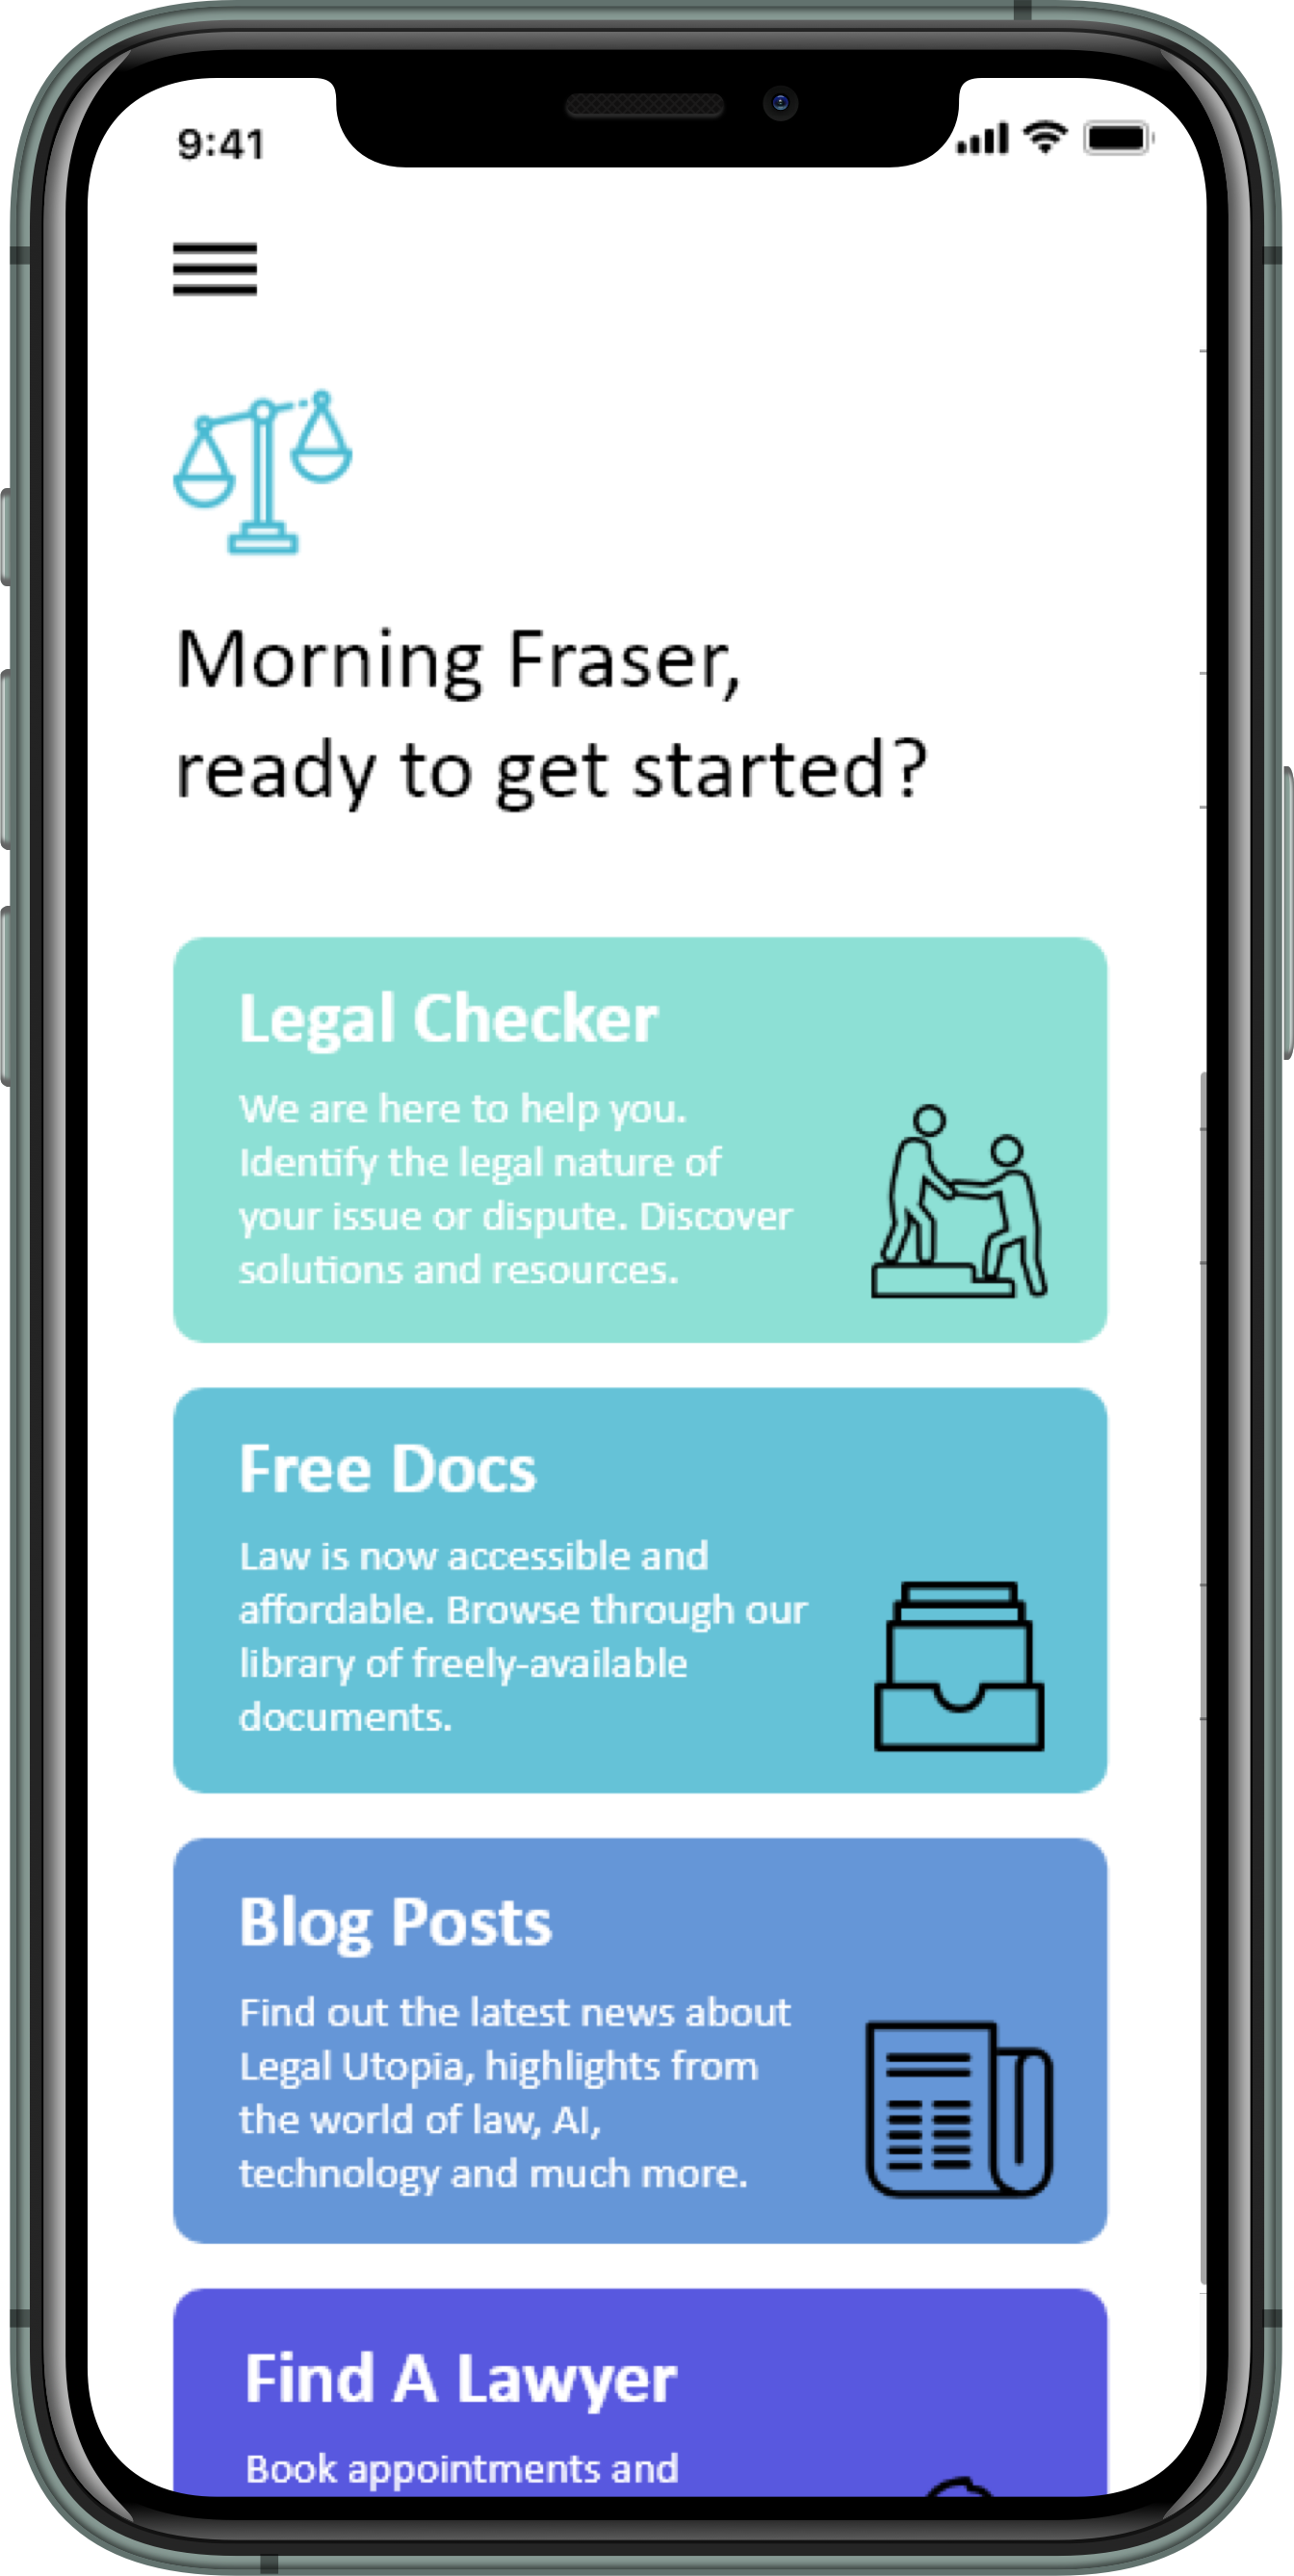 9:41
Morning Fraser,
ready to get started?
Legal Checker
We are here to help you.
Identify the legal nature of
your issue or dispute. Discover
solutions and resources.
Free Docs
Law is now accessible and
affordable. Browse through our
library of freely-available
documents.
Blog Posts
Find out the latest news about
Legal Utopia, highlights from
the world of law, AI,
technology and much more.
Find A Lawyer
Book appointments and